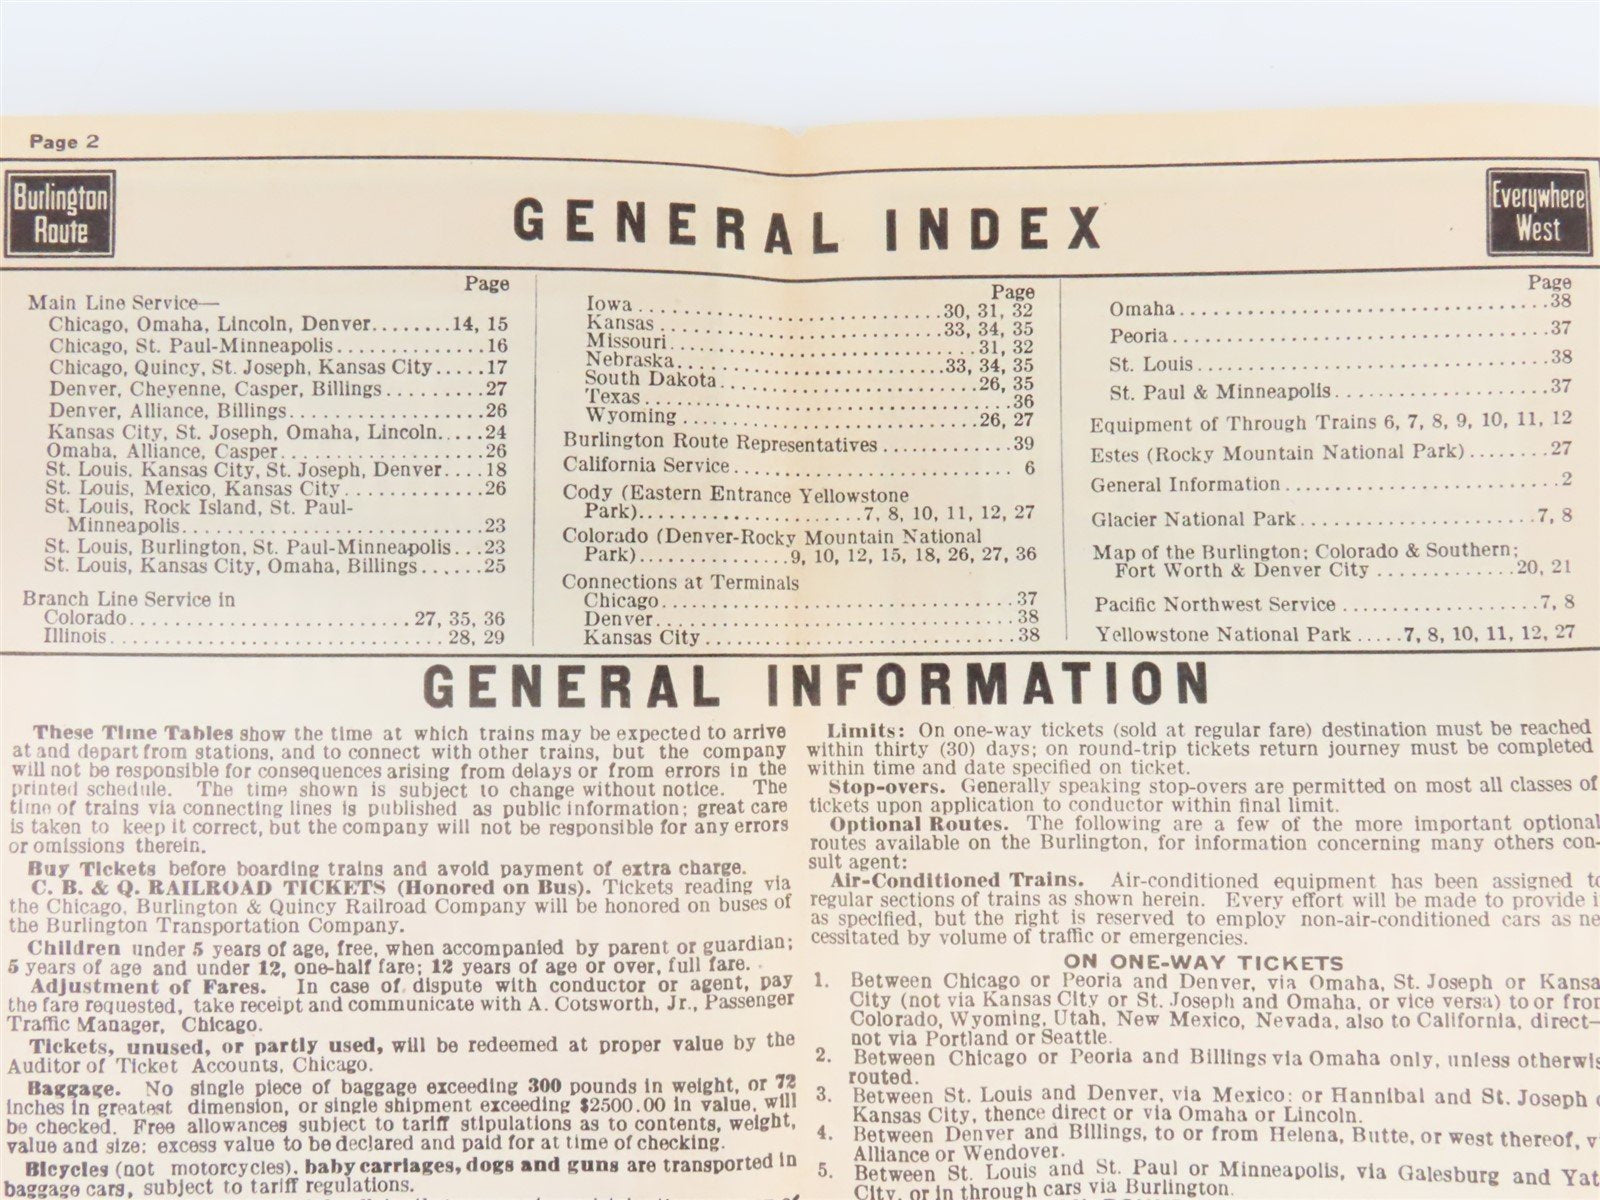 Page 2
Burlington
Route
GENERAL INDEX
Everywhere
West
Page
Main Line Service—
Chicago, Omaha, Lincoln, Denver........14, 15
Chicago, St. Paul-Minneapolis...............16
Chicago, Quincy, St. Joseph, Kansas City.....17
Denver, Cheyenne, Casper, Billings..........27
Denver, Alliance, Billings....................26
Kansas City, St. Joseph, Omaha, Lincoln.....24
Omaha, Alliance, Casper.....................26
St. Louis, Kansas City, St. Joseph, Denver....18
St. Louis, Mexico, Kansas City..............26
St. Louis, Rock Island, St. Paul-
Minneapolis..............................23
St. Louis, Burlington, St. Paul-Minneapolis...23
St. Louis, Kansas City, Omaha, Billings......25
Branch Line Service in
Colorado............................27, 35, 36
Illinois..................................28, 29
Page
Iowa...............................30, 31, 32
Kansas.............................33, 34, 35
Missouri..............................31, 32
Nebraska...........................33, 34, 35
South Dakota..........................26, 35
Texas....................................36
Wyoming..............................26, 27
Burlington Route Representatives............39
California Service............................ 6
Cody (Eastern Entrance Yellowstone
Park)......................7, 8, 10, 11, 12, 27
Colorado (Denver-Rocky Mountain National
Park)...............9, 10, 12, 15, 18, 26, 27, 36
Connections at Terminals
Chicago.....................................37
Denver......................................38
Kansas City.................................38
Page
Omaha.....................................38
Peoria......................................37
St. Louis...................................38
St. Paul & Minneapolis......................37
Equipment of Through Trains 6, 7, 8, 9, 10, 11, 12
Estes (Rocky Mountain National Park)........27
General Information...........................2
Glacier National Park.......................7, 8
Map of the Burlington; Colorado & Southern;
Fort Worth & Denver City.............20, 21
Pacific Northwest Service...................7, 8
Yellowstone National Park.....7, 8, 10, 11, 12, 27
GENERAL INFORMATION
These Time Tables show the time at which trains may be expected to arrive
at and depart from stations, and to connect with other trains, but the company
will not be responsible for consequences arising from delays or from errors in the
printed schedule. The time shown is subject to change without notice. The
time of trains via connecting lines is published as public information; great care
is taken to keep it correct, but the company will not be responsible for any errors
or omissions therein.
Buy Tickets before boarding trains and avoid payment of extra charge.
C. B. & Q. RAILROAD TICKETS (Honored on Bus). Tickets reading via
the Chicago, Burlington & Quincy Railroad Company will be honored on buses of
the Burlington Transportation Company.
Children under 5 years of age, free, when accompanied by parent or guardian;
5 years of age and under 12, one-half fare; 12 years of age or over, full fare.
Adjustment of Fares. In case of dispute with conductor or agent, pay
the fare requested, take receipt and communicate with A. Cotsworth, Jr., Passenger
Traffic Manager, Chicago.
Tickets, unused, or partly used, will be redeemed at proper value by the
Auditor of Ticket Accounts, Chicago.
Baggage. No single piece of baggage exceeding 300 pounds in weight, or 72
inches in greatest dimension, or single shipment exceeding $2500.00 in value, will
be checked. Free allowances subject to tariff stipulations as to contents, weight,
value and size; excess value to be declared and paid for at time of checking.
Bicycles (not motorcycles), baby carriages, dogs and guns are transported in
baggage cars, subject to tariff regulations.
Limits: On one-way tickets (sold at regular fare) destination must be reached
within thirty (30) days; on round-trip tickets return journey must be completed
within time and date specified on ticket.
Stop-overs. Generally speaking stop-overs are permitted on most all classes of
tickets upon application to conductor within final limit.
Optional Routes. The following are a few of the more important optional
routes available on the Burlington, for information concerning many others con-
sult agent:
Air-Conditioned Trains. Air-conditioned equipment has been assigned to
regular sections of trains as shown herein. Every effort will be made to provide i
as specified, but the right is reserved to employ non-air-conditioned cars as ne
cessitated by volume of traffic or emergencies.
ON ONE-WAY TICKETS
1. Between Chicago or Peoria and Denver, via Omaha, St. Joseph or Kansa
City (not via Kansas City or St. Joseph and Omaha, or vice versa) to or from
Colorado, Wyoming, Utah, New Mexico, Nevada, also to California, direct—
not via Portland or Seattle.
2. Between Chicago or Peoria and Billings via Omaha only, unless otherwis
routed.
3. Between St. Louis and Denver, via Mexico; or Hannibal and St. Joseph o
Kansas City, thence direct or via Omaha or Lincoln.
4. Between Denver and Billings, to or from Helena, Butte, or west thereof, v
Alliance or Wendover.
5. Between St. Louis and St. Paul or Minneapolis, via Galesburg and Yat
City, or in through cars via Burlington.